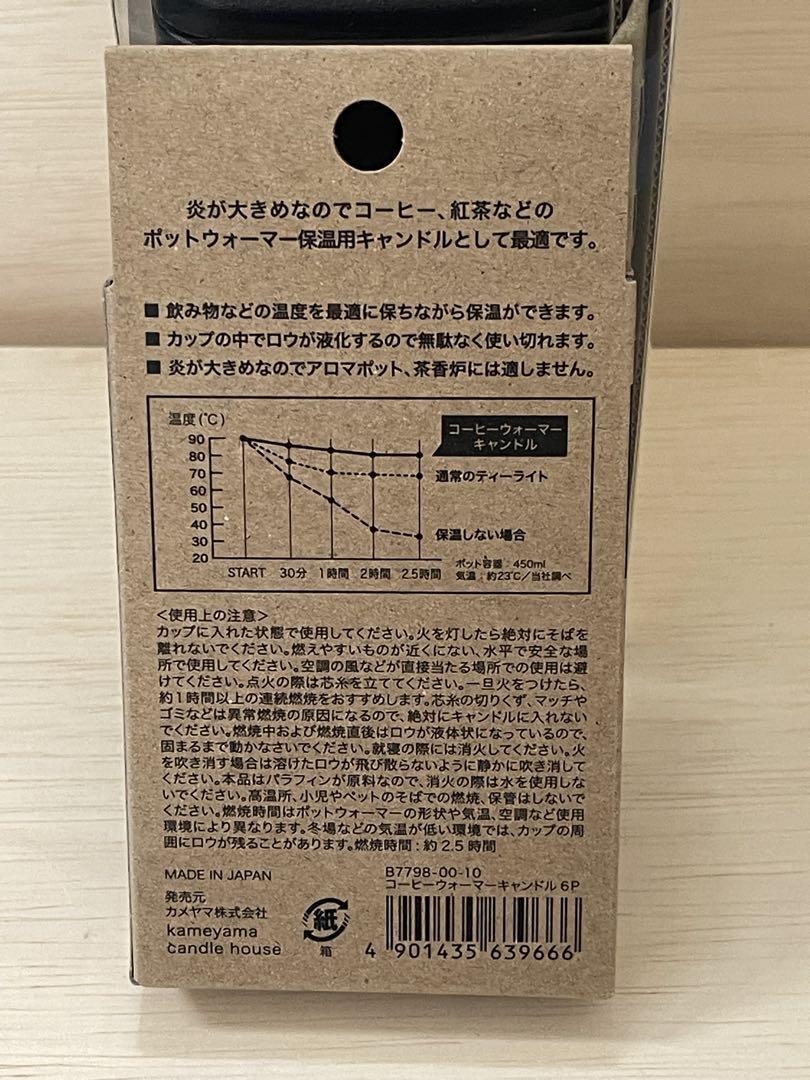 炎が大きめなのでコーヒー、紅茶などの
ポットウォーマー保温用キャンドルとして最適です。
■ 飲み物などの温度を最適に保ちながら保温ができます。
■ カップの中でロウが液化するので無駄なく使い切れます。
■ 炎が大きめなのでアロマポット、茶香炉には適しません。
温度(℃)
90
80
70
60
50
40
30
20
コーヒーウォーマー
キャンドル
通常のティーライト
保温しない場合
START 30分 1時間 2時間 2.5時間
ポット容器：450ml
気温：約23℃/当社調べ
＜使用上の注意＞
カップに入れた状態で使用してください。火を灯したら絶対にそばを
離れないでください。燃えやすいものが近くにない、水平で安全な場
所で使用してください。空調の風などが直接当たる場所での使用は避
けてください。点火の際は芯糸を立ててください。一旦火をつけたら、
約1時間以上の連続燃焼をおすすめします。芯糸の切りくず、マッチや
ゴミなどは異常燃焼の原因になるので、絶対にキャンドルに入れない
でください。燃焼中および燃焼直後はロウが液体状になっているので、
固まるまで動かなさいでください。就寝の際には消火してください。火
を吹き消す場合は溶けたロウが飛び散らないように静かに吹き消して
ください。本品はパラフィンが原料なので、消火の際は水を使用しな
いでください。高温所、小児やペットのそばでの燃焼、保管はしないで
ください。燃焼時間はポットウォーマーの形状や気温、空調など使用
環境により異なります。冬場などの気温が低い環境では、カップの周
囲にロウが残ることがあります。燃焼時間：約 2.5 時間
MADE IN JAPAN
発売元
カメヤマ株式会社
kameyama
candle house
紙
箱
B7798-00-10
コーヒーウォーマーキャンドル 6P
4 901435 639666